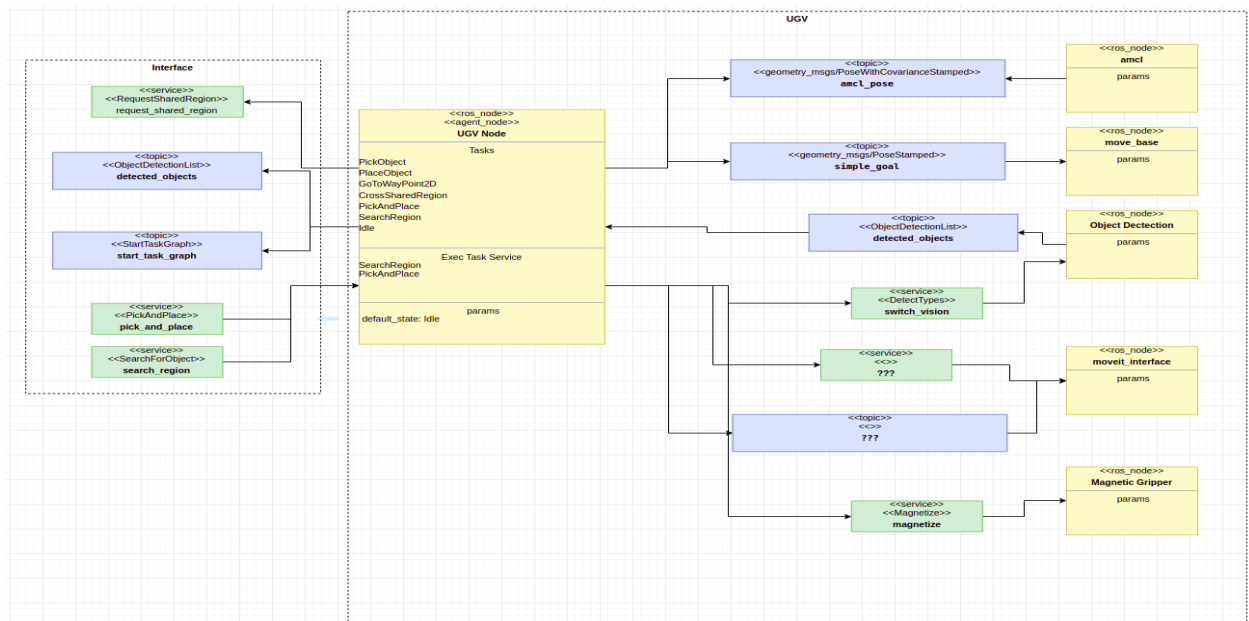 UGV
Interface
<<service>>
<<RequestSharedRegion>>
request_shared_region
<<topic>>
<<ObjectDetectionList>>
detected_objects
<<topic>>
<<StartTaskGraph>>
start_task_graph
<<service>>
<<PickAndPlace>>
pick_and_place
<<service>>
<<SearchForObject>>
search_region
<<ros_node>>
<<agent_node>>
UGV Node
Tasks
PickObject
PlaceObject
GoToWayPoint2D
CrossSharedRegion
PickAndPlace
SearchRegion
Idle
Exec Task Service
SearchRegion
PickAndPlace
params
default_state: Idle
<<topic>>
<<geometry_msgs/PoseWithCovarianceStamped>>
amcl_pose
<<topic>>
<<geometry_msgs/PoseStamped>>
simple_goal
<<topic>>
<<ObjectDetectionList>>
detected_objects
<<service>>
<<DetectTypes>>
switch_vision
<<service>>
<<>>
???
<<topic>>
<<>>
???
<<service>>
<<Magnetize>>
magnetize
<<ros_node>>
amcl
params
<<ros_node>>
move_base
params
<<ros_node>>
Object Dectection
params
<<ros_node>>
moveit_interface
params
<<ros_node>>
Magnetic Gripper
params